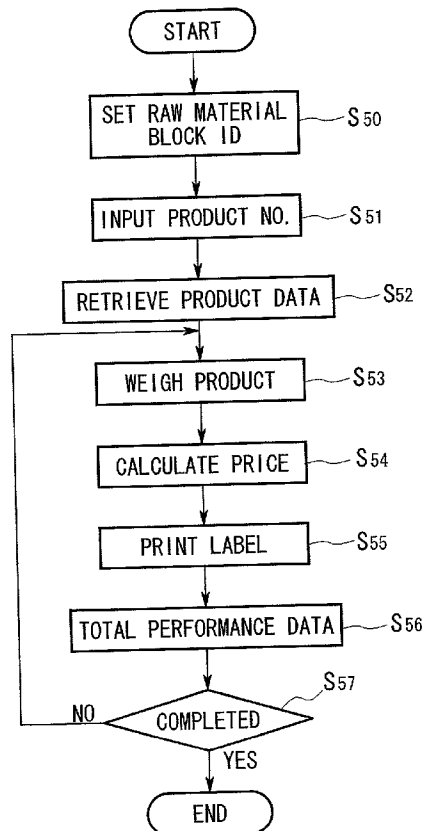 START
SET RAW MATERIAL
BLOCK ID
S50
INPUT PRODUCT NO.
S51
RETRIEVE PRODUCT DATA
S52
WEIGH PRODUCT
S53
CALCULATE PRICE
S54
PRINT LABEL
S55
TOTAL PERFORMANCE DATA
S56
S57
NO
COMPLETED
YES
END